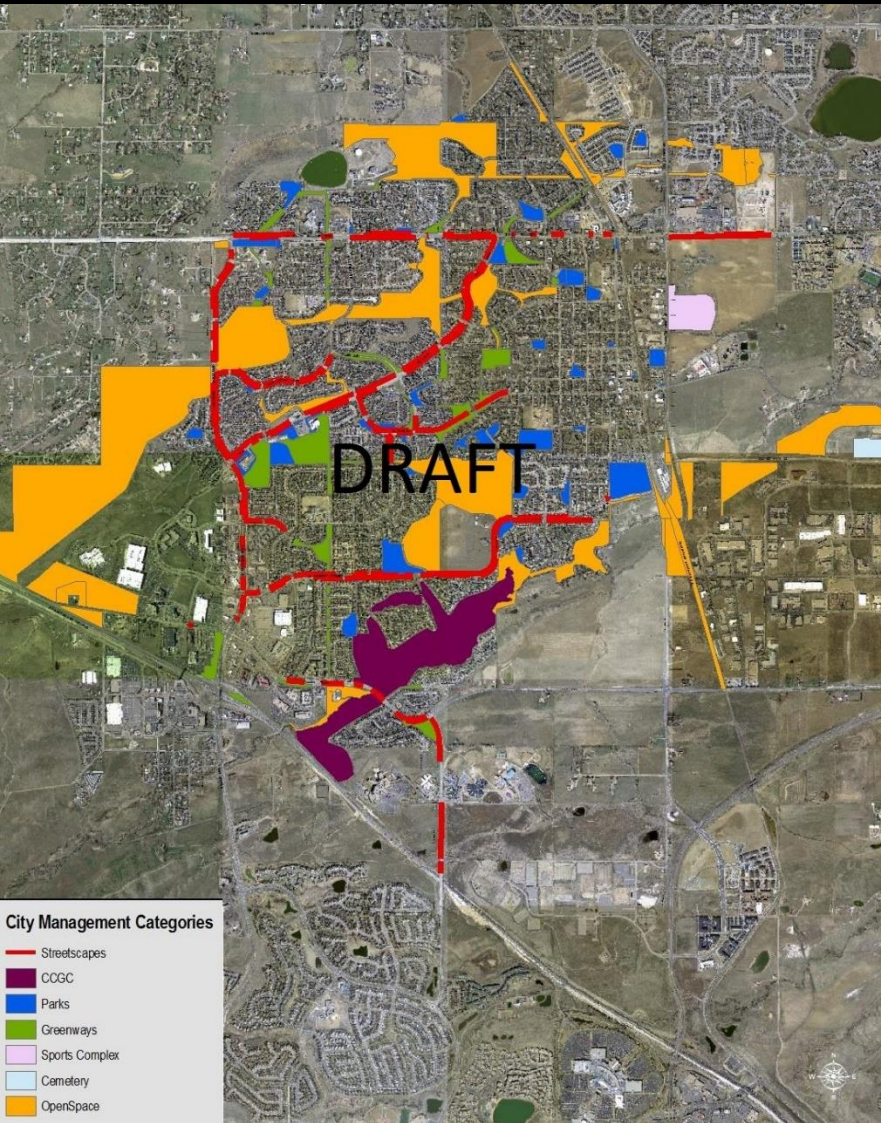 DRAFT
City Management Categories
Streetscapes
CCGC
Parks
Greenways
Sports Complex
Cemetery
OpenSpace
N
W E
S